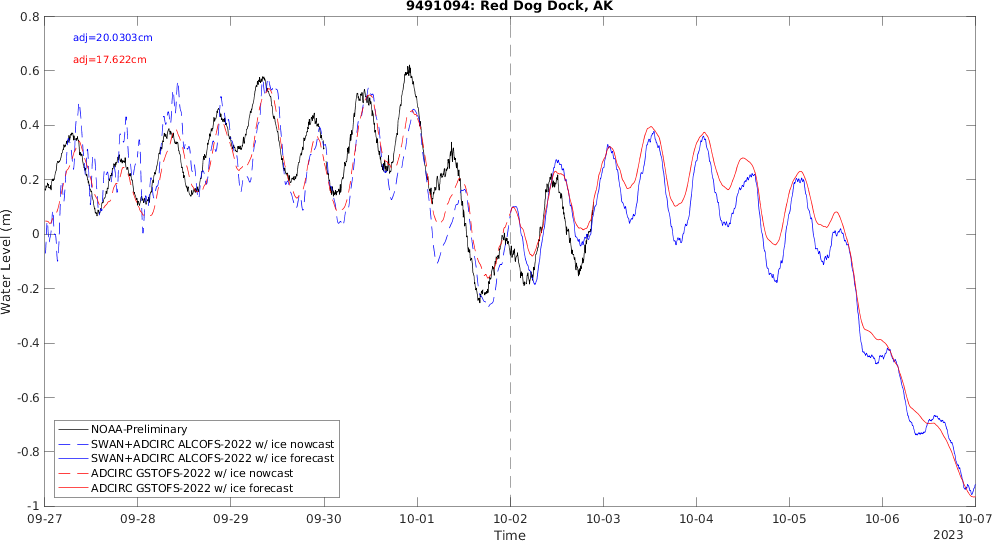 9491094: Red Dog Dock, AK
adj=20.0303cm
adj=17.622cm
Water Level (m)
0.8
0.6
0.4
0.2
0
-0.2
-0.4
-0.6
-0.8
-1
NOAA-Preliminary
SWAN+ADCIRC ALCOFS-2022 w/ ice nowcast
SWAN+ADCIRC ALCOFS-2022 w/ ice forecast
ADCIRC GSTOFS-2022 w/ ice nowcast
ADCIRC GSTOFS-2022 w/ ice forecast
09-27 09-28 09-29 09-30 10-01 10-02 10-03 10-04 10-05 10-06 10-07
Time
2023